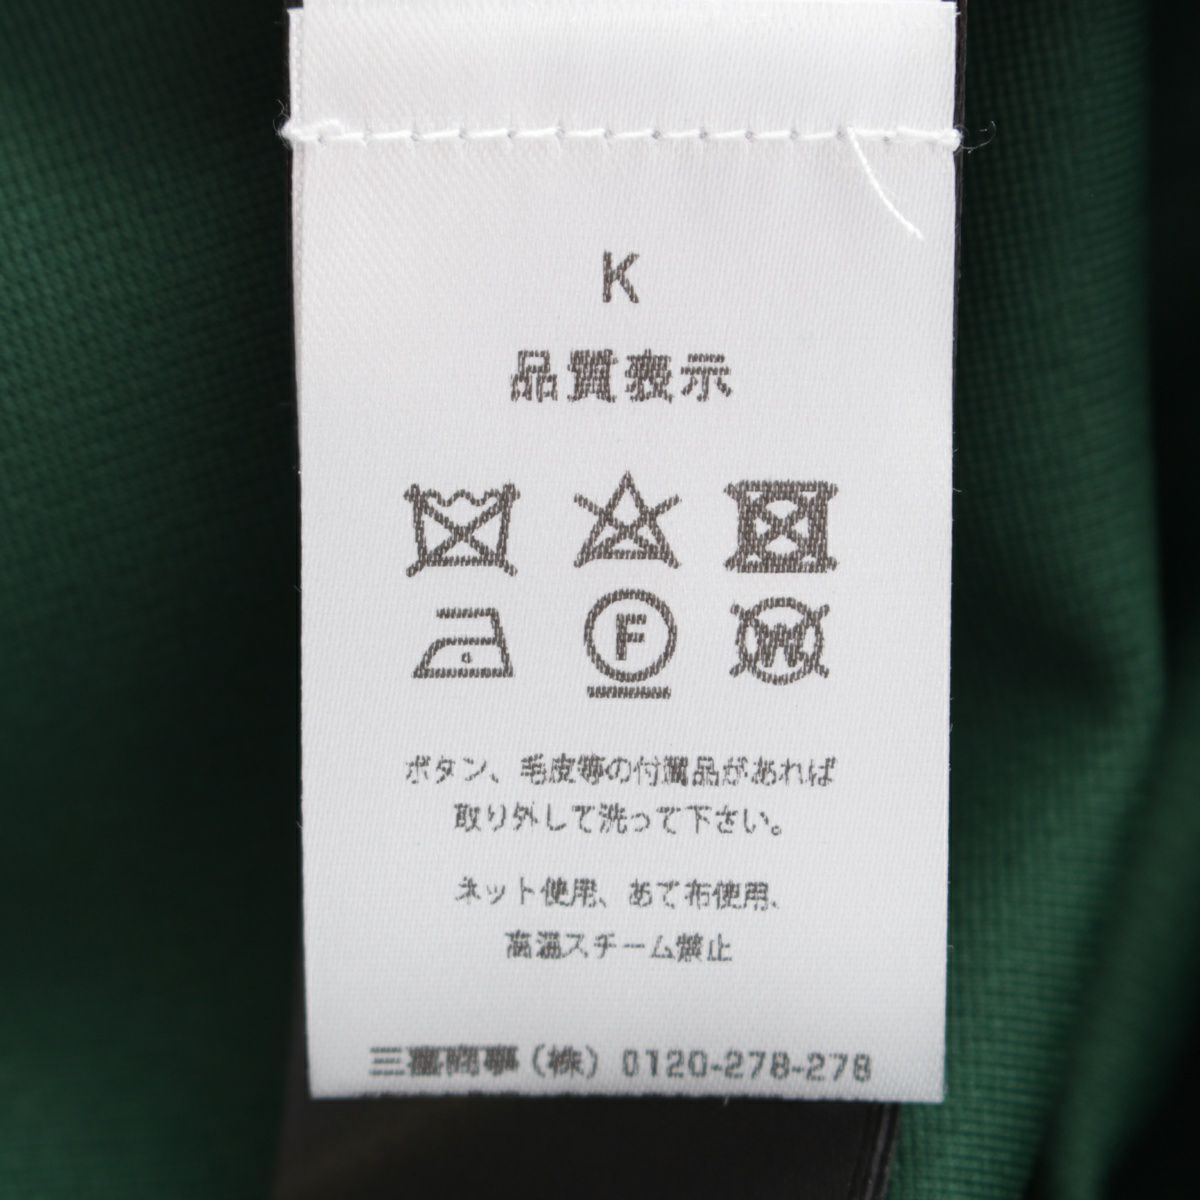 K
品質表示
F
W
ボタン、毛皮等の付属品があれば
取り外して洗って下さい。
ネット使用、あて布使用、
高温スチーム禁止
三喜商事（株）0120-278-278